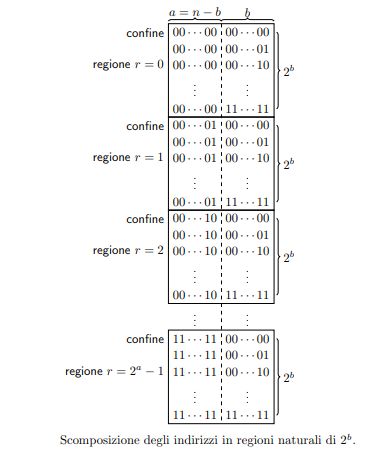 a = n − b b
confine 00 ⋯ 00 00 ⋯ 00
00 ⋯ 00 00 ⋯ 01
regione r = 0 00 ⋯ 00 00 ⋯ 10
2^b
⋮ ⋮
00 ⋯ 00 11 ⋯ 11
confine 00 ⋯ 01 00 ⋯ 00
00 ⋯ 01 00 ⋯ 01
regione r = 1 00 ⋯ 01 00 ⋯ 10
2^b
⋮ ⋮
00 ⋯ 01 11 ⋯ 11
confine 00 ⋯ 10 00 ⋯ 00
00 ⋯ 10 00 ⋯ 01
regione r = 2 00 ⋯ 10 00 ⋯ 10
2^b
⋮ ⋮
00 ⋯ 10 11 ⋯ 11
⋮ ⋮
confine 11 ⋯ 11 00 ⋯ 00
11 ⋯ 11 00 ⋯ 01
regione r = 2^a − 1 11 ⋯ 11 00 ⋯ 10
2^b
⋮ ⋮
11 ⋯ 11 11 ⋯ 11
Scomposizione degli indirizzi in regioni naturali di 2^b.